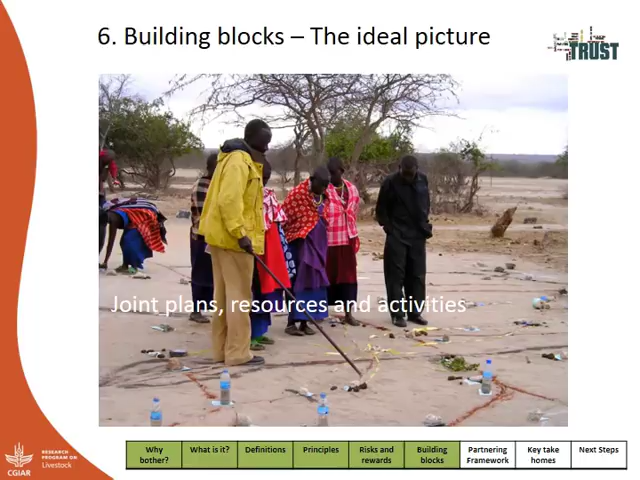 6. Building blocks – The ideal picture
TRUST
Joint plans, resources and activities
CGIAR
RESEARCH
PROGRAM ON
Livestock
Why bother?
What is it?
Definitions
Principles
Risks and rewards
Building blocks
Partnering Framework
Key take homes
Next Steps